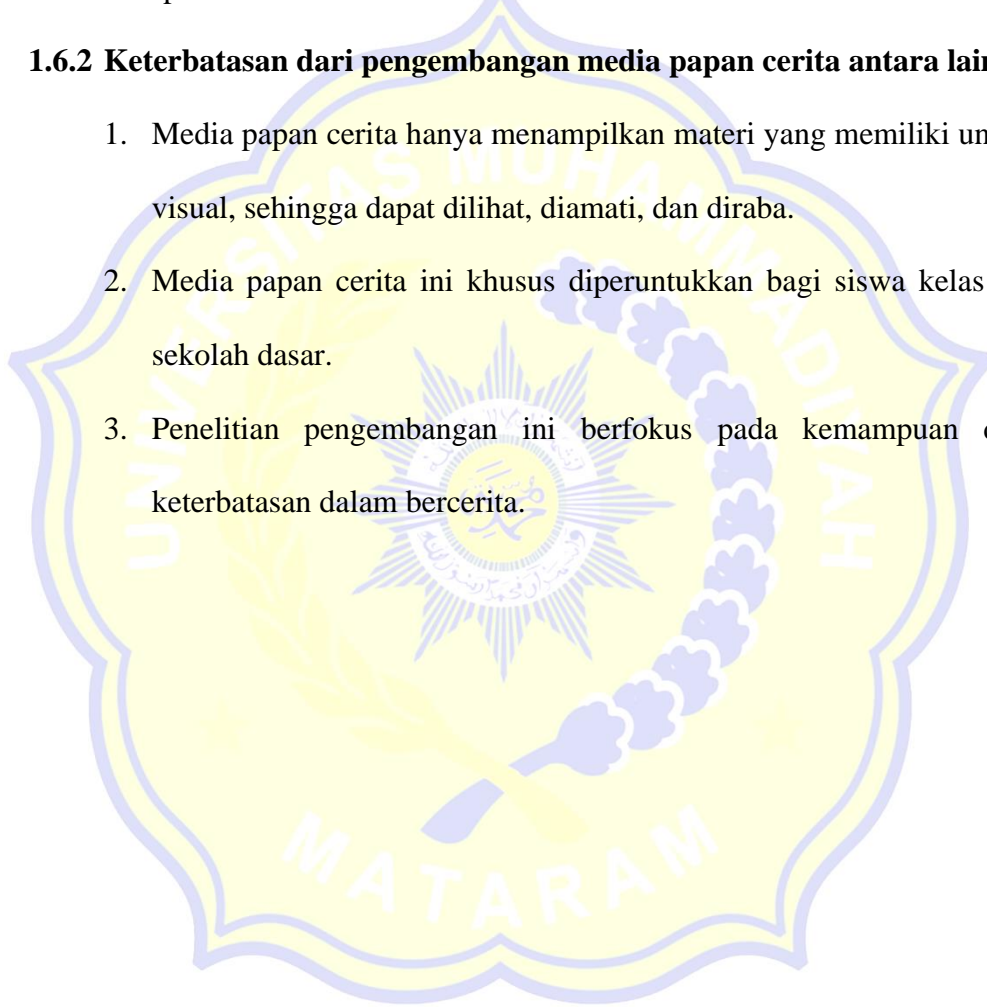 1.6.2 Keterbatasan dari pengembangan media papan cerita antara lain
1. Media papan cerita hanya menampilkan materi yang memiliki
visual, sehingga dapat dilihat, diamati, dan diraba.
2. Media papan cerita ini khusus diperuntukkan bagi siswa kelas
sekolah dasar.
3. Penelitian pengembangan ini berfokus pada kemampuan
keterbatasan dalam bercerita.
UNIVERSITAS MUHAMMADIYAH
MATARAM